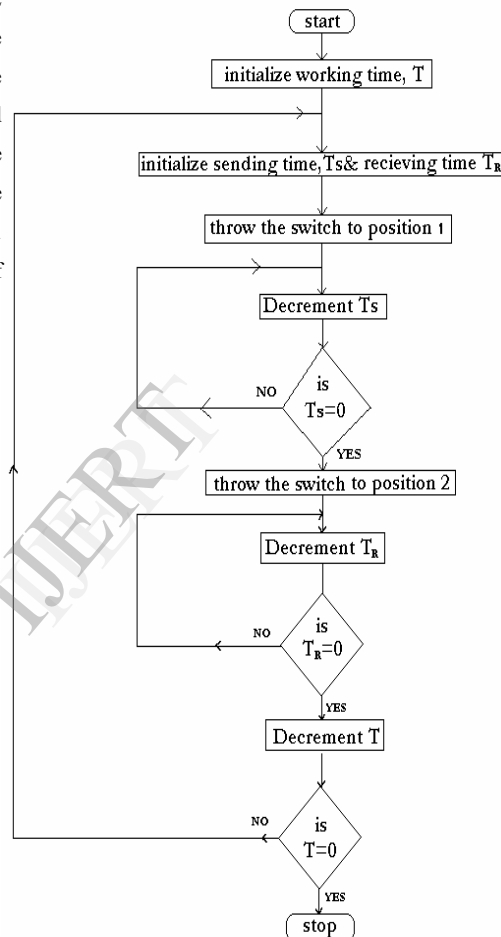 start
initialize working time, T
initialize sending time,Ts& recieving time TR
throw the switch to position 1
Decrement Ts
is
Ts=0
NO
YES
throw the switch to position 2
Decrement TR
is
TR=0
NO
YES
Decrement T
is
T=0
NO
YES
stop
IJERT